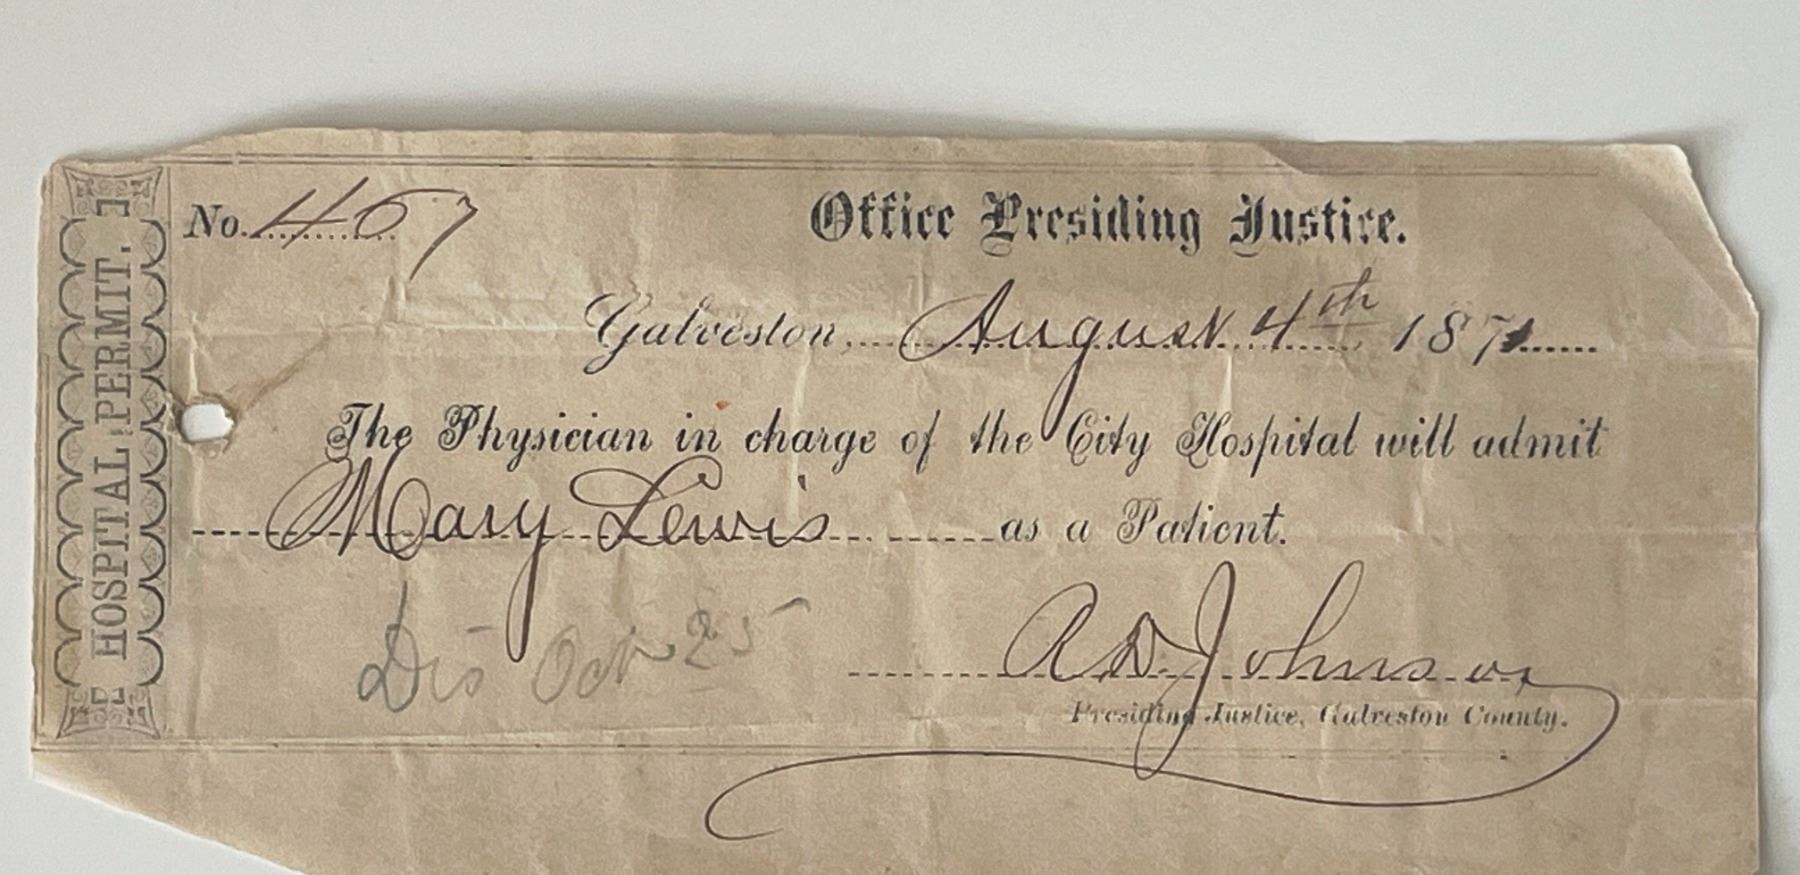 HOSPITAL PERMIT.
No. 467
Office Presiding Justice.
Galveston, August 4th 1871
The Physician in charge of the City Hospital will admit
Mary Lewis as a Patient.
Dis Oct 25
A D Johnson
Presiding Justice, Galveston County.